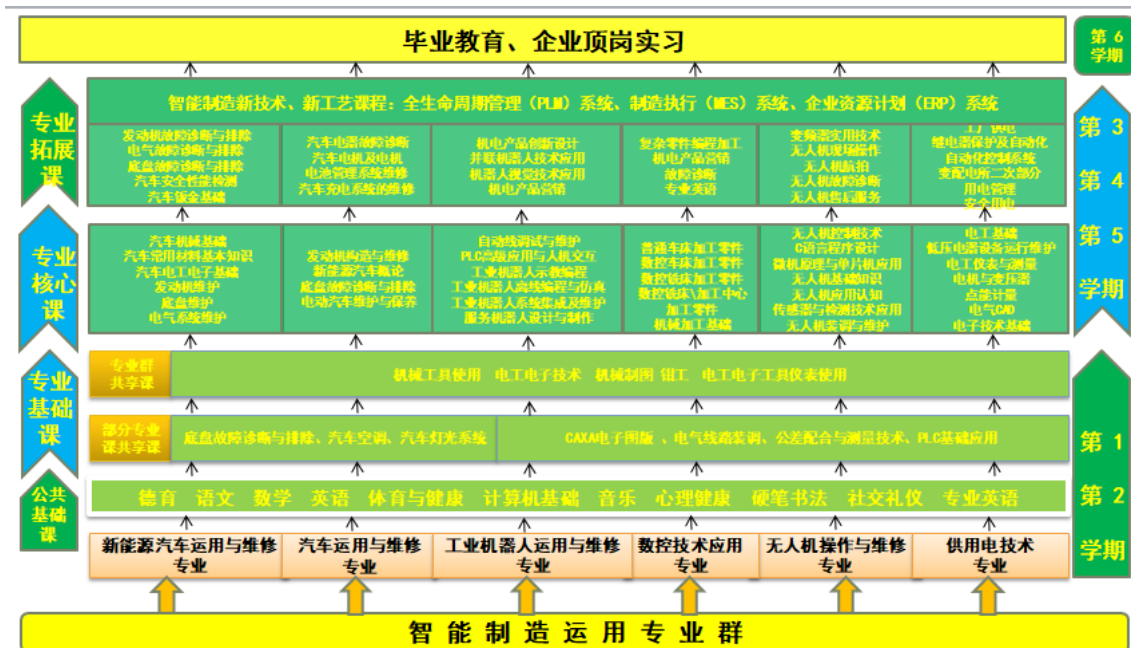 毕业教育、企业顶岗实习
第 6
学期
智能制造新技术、新工艺课程：全生命周期管理（PLM）系统、制造执行（MES）系统、企业资源计划（ERP）系统
专业
拓展
课
发动机故障诊断与排除
电气故障诊断与排除
底盘故障诊断与排除
汽车安全性能检测
汽车钣金基础
汽车电器故障诊断
汽车电机及电机
电池管理系统维修
汽车充电系统的维修
机电产品创新设计
并联机器人技术应用
机器人视觉技术应用
机电产品营销
复杂零件编程加工
机电产品营销
故障诊断
专业英语
变频器实用技术
无人机现场操作
无人机航拍
无人机故障诊断
无人机售后服务
工厂供电
继电器保护及自动化
自动化控制系统
变配电所二次部分
用电管理
安全用电
第 3
第 4
第 5
学期
专业
核心
课
汽车机械基础
汽车常用材料基本知识
汽车电工电子基础
发动机维护
底盘维护
电气系统维护
发动机构造与维修
新能源汽车概论
底盘故障诊断与排除
电动汽车维护与保养
自动线调试与维护
PLC高级应用与人机交互
工业机器人示教编程
工业机器人离线编程与仿真
工业机器人系统集成及维护
服务机器人设计与制作
普通车床加工零件
数控车床加工零件
数控铣床加工零件
数控铣床\加工中心
加工零件
机械加工基础
无人机控制技术
C语言程序设计
微机原理与单片机应用
无人机基础知识
无人机应用认知
传感器与检测技术应用
无人机装调与维护
电工基础
低压电器设备运行维护
电工仪表与测量
电机与变压器
点能计量
电气CAD
电子技术基础
专业
基础
课
专业群
共享课
机械工具使用 电工电子技术 机械制图 钳工 电工电子工具仪表使用
部分专业
课共享课
底盘故障诊断与排除、汽车空调、汽车灯光系统
CAXA电子图版 、电气线路装调、公差配合与测量技术、PLC基础应用
第 1
第 2
学期
公共
基础
课
德育 语文 数学 英语 体育与健康 计算机基础 音乐 心理健康 硬笔书法 社交礼仪 专业英语
新能源汽车运用与维修
专业
汽车运用与维修
专业
工业机器人运用与维修
专业
数控技术应用
专业
无人机操作与维修
专业
供用电技术
专业
智 能 制 造 运 用 专 业 群